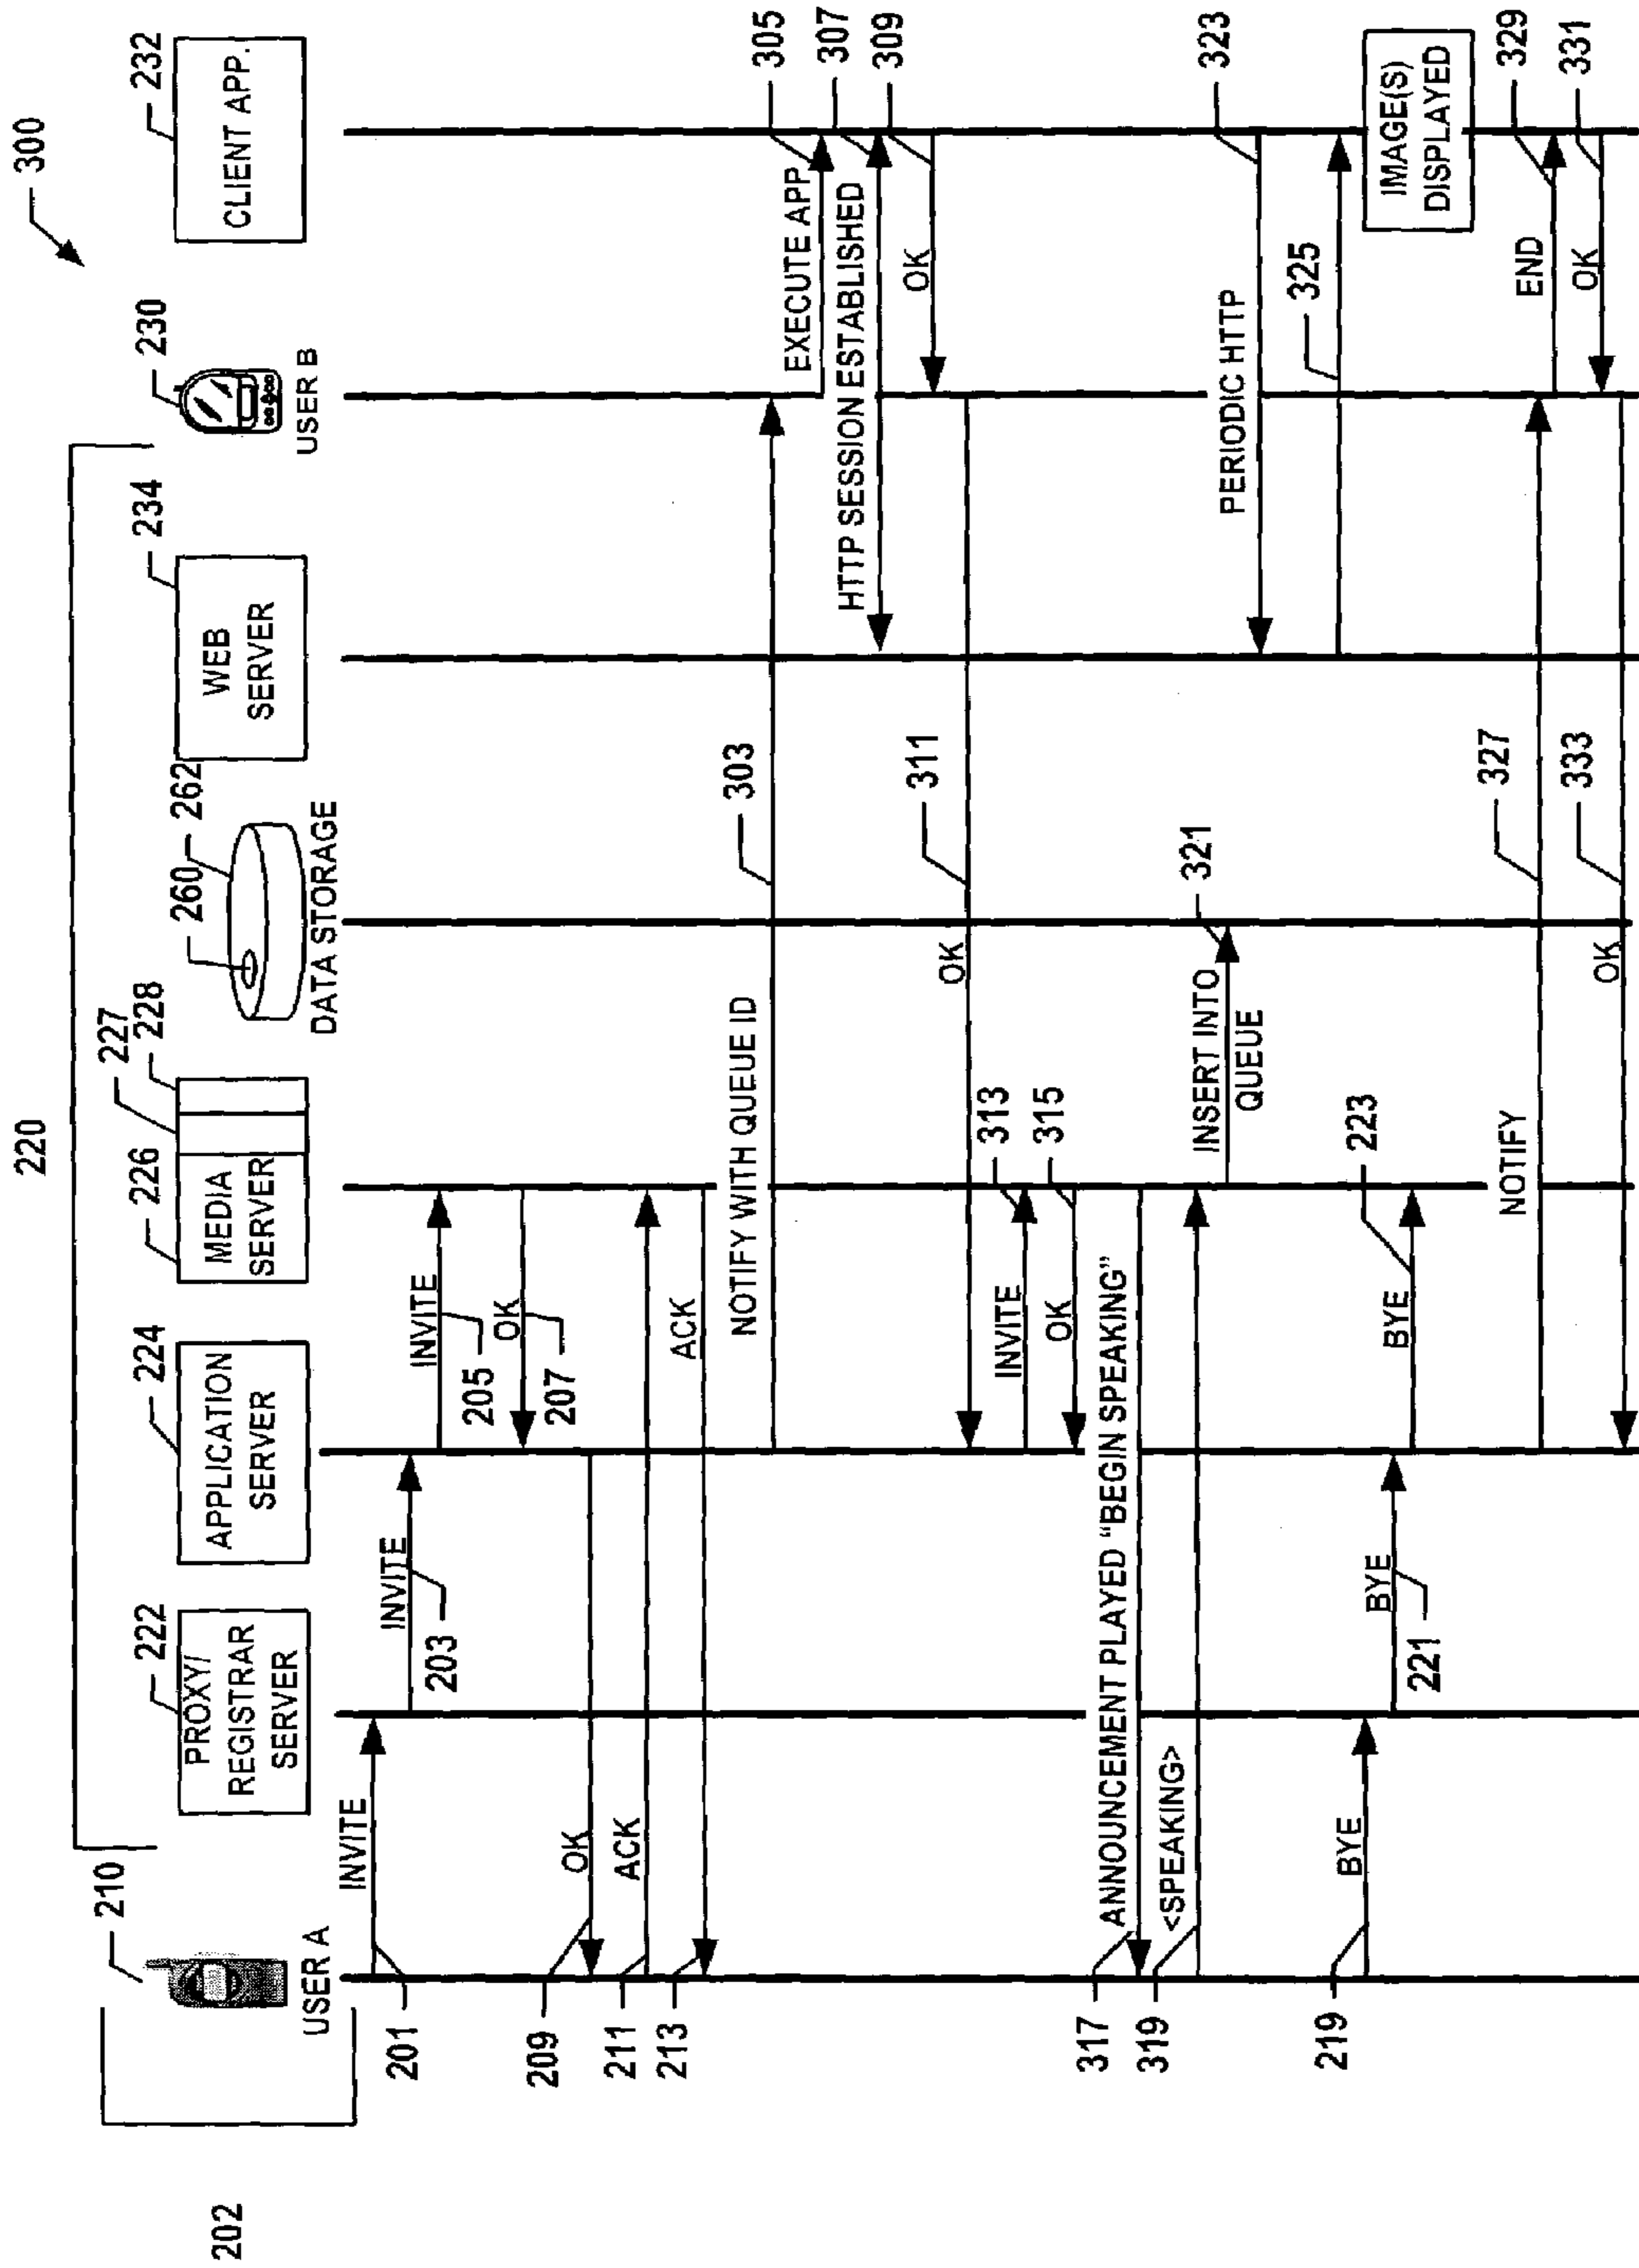 300
220
202
210
USER A
222
PROXY/
REGISTRAR
SERVER
224
APPLICATION
SERVER
226
227
228
MEDIA
SERVER
260
262
DATA STORAGE
234
WEB
SERVER
230
USER B
232
CLIENT APP.
201
INVITE
INVITE
203
INVITE
205
OK
207
209
OK
211
ACK
213
ACK
NOTIFY WITH QUEUE ID
303
305
EXECUTE APP
307
HTTP SESSION ESTABLISHED
309
OK
311
OK
313
INVITE
315
OK
317
ANNOUNCEMENT PLAYED "BEGIN SPEAKING"
319
<SPEAKING>
321
INSERT INTO
QUEUE
323
PERIODIC HTTP
325
IMAGE(S)
DISPLAYED
219
BYE
BYE
221
BYE
223
NOTIFY
327
329
END
331
OK
333
OK